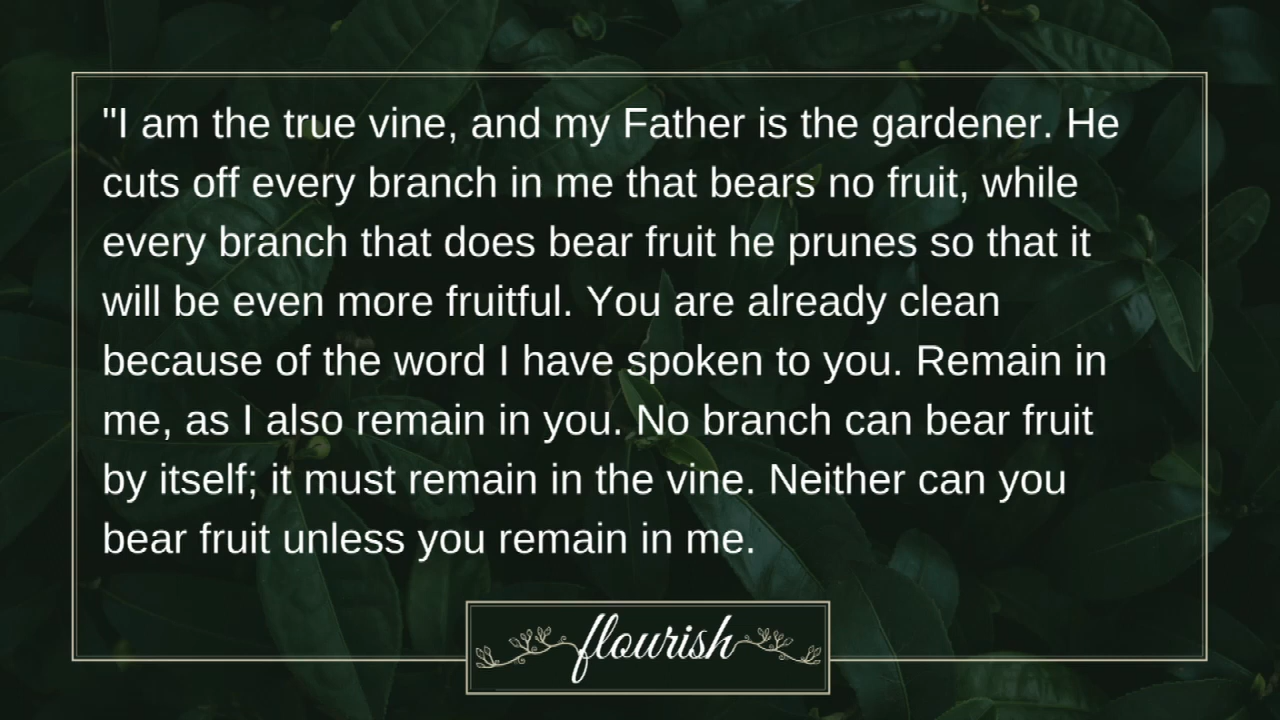 "I am the true vine, and my Father is the gardener. He
cuts off every branch in me that bears no fruit, while
every branch that does bear fruit he prunes so that it
will be even more fruitful. You are already clean
because of the word I have spoken to you. Remain in
me, as I also remain in you. No branch can bear fruit
by itself; it must remain in the vine. Neither can you
bear fruit unless you remain in me.
flourish